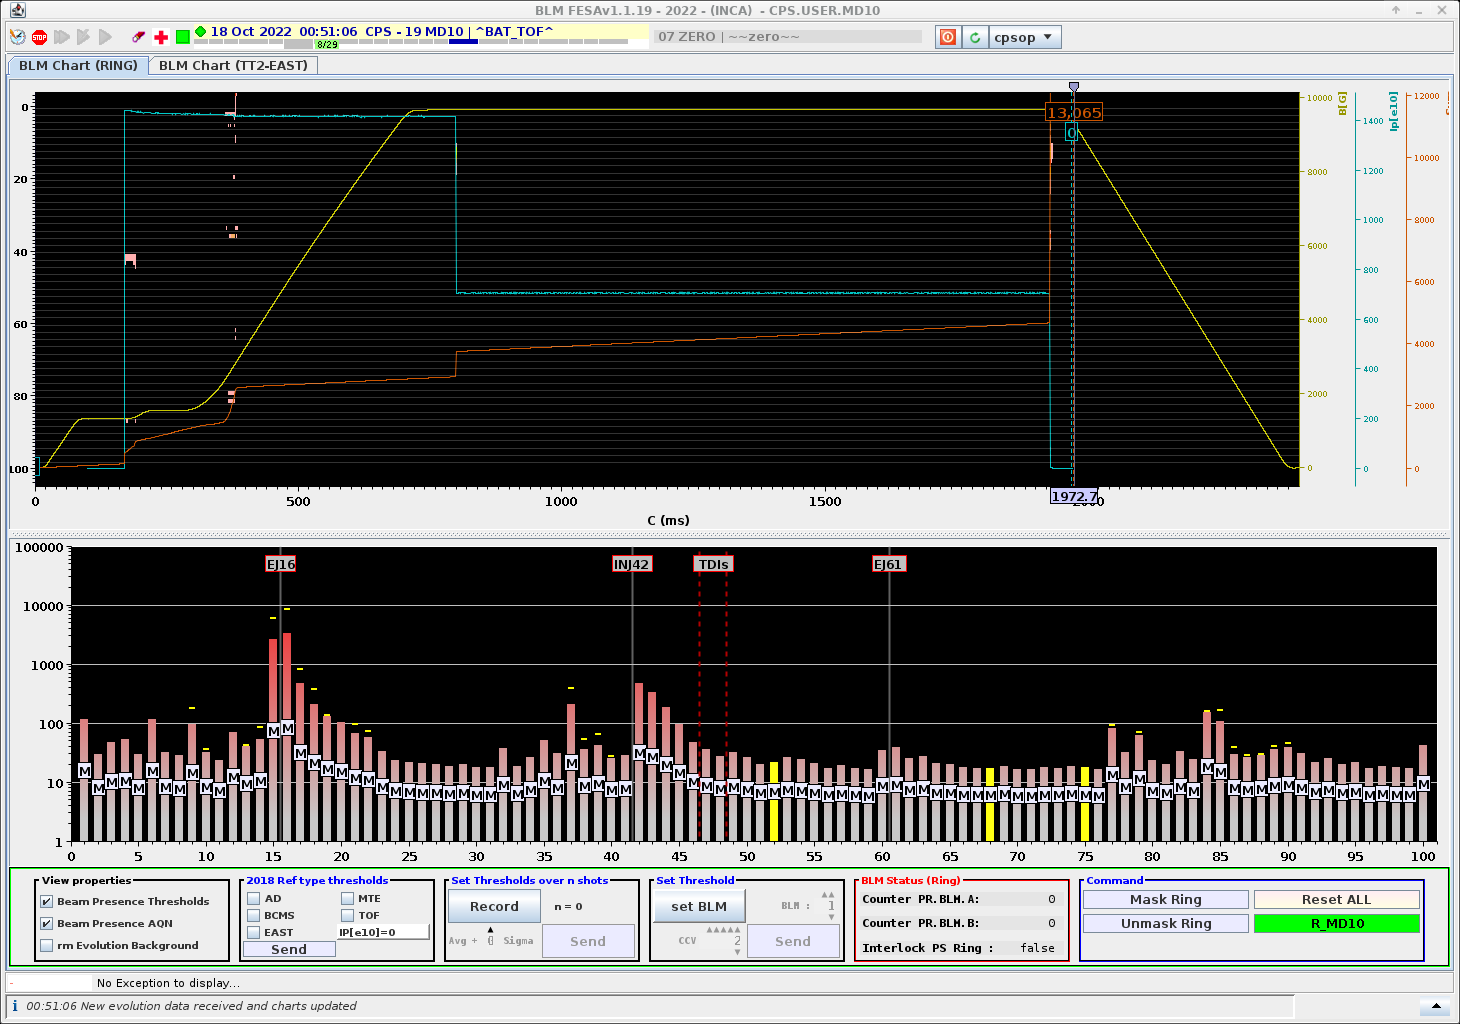 BLM FESAv1.1.19 - 2022 - (INCA) - CPS.USER.MD10
STOP
18 Oct 2022 00:51:06 CPS - 19 MD10 | ^BAT_TOF^
8/29
07 ZERO | ~~zero~~
cpsop
BLM Chart (RING)
BLM Chart (TT2-EAST)
0
20
40
60
80
100
13,065
0
10000
8000
6000
4000
2000
0
B[G]
1400
1200
1000
800
600
400
200
0
Ip[e10]
12000
10000
8000
6000
4000
2000
0
0 500 1000 1500 2000
1972.7
C (ms)
100000
10000
1000
100
10
1
EJ16 INJ42 TDIs EJ61
M
0 5 10 15 20 25 30 35 40 45 50 55 60 65 70 75 80 85 90 95 100
View properties
Beam Presence Thresholds
Beam Presence AQN
rm Evolution Background
2018 Ref type thresholds
AD MTE
BCMS TOF
EAST IP[e10]=0
Send
Set Thresholds over n shots
Record n = 0
Avg + 0 Sigma Send
Set Threshold
set BLM BLM : 1
CCV 2 Send
BLM Status (Ring)
Counter PR.BLM.A: 0
Counter PR.BLM.B: 0
Interlock PS Ring : false
Command
Mask Ring Reset ALL
Unmask Ring R_MD10
- No Exception to display...
00:51:06 New evolution data received and charts updated